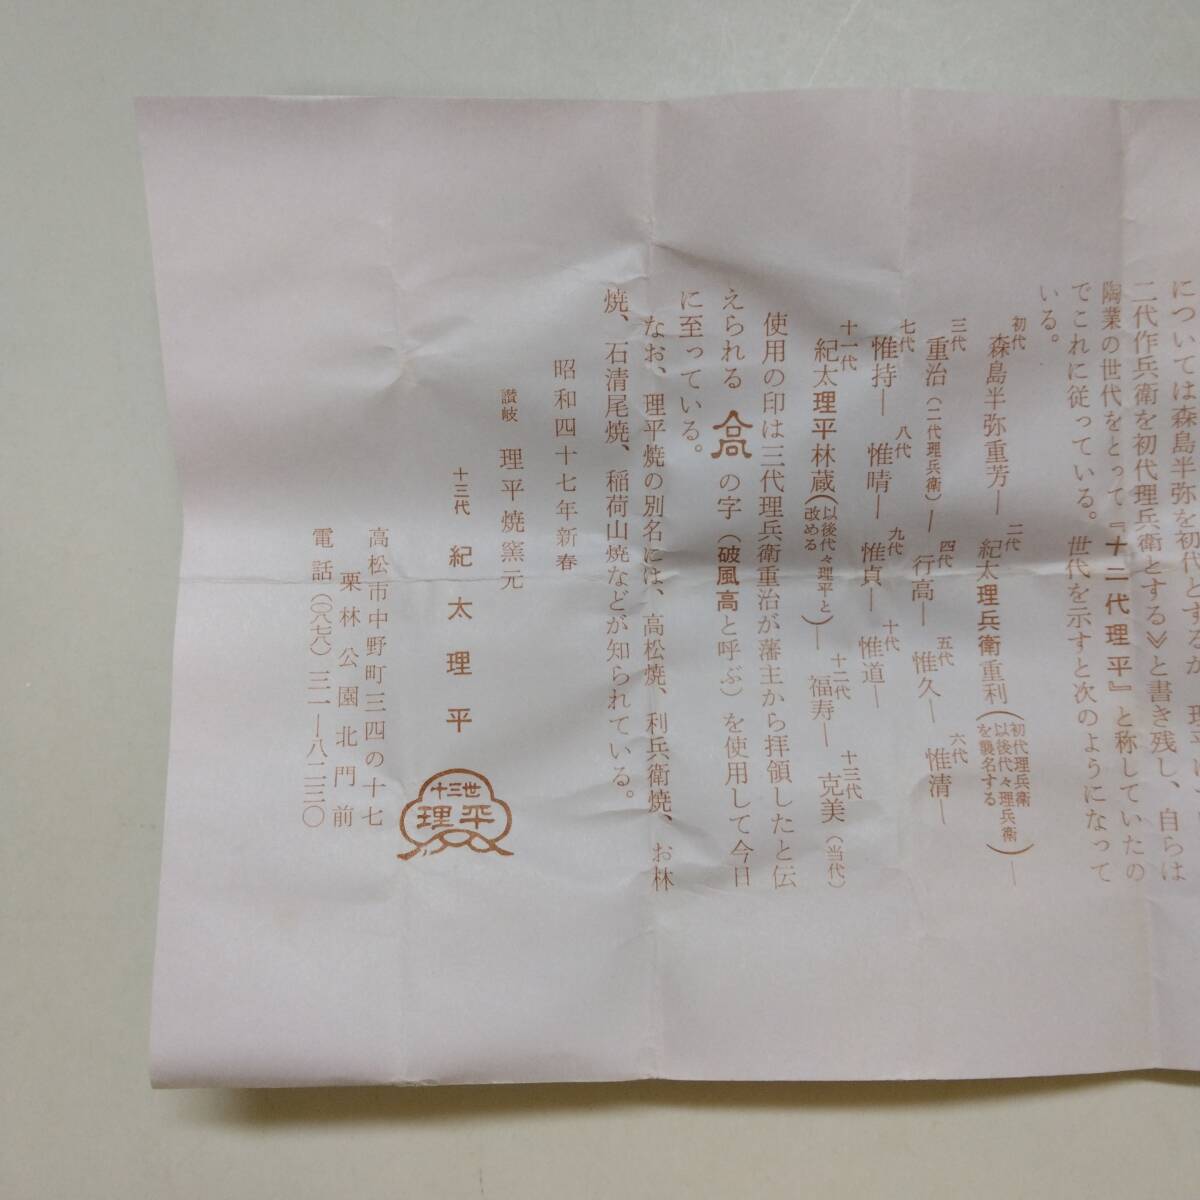 については森島半弥を初代とするが、理平は、
二代作兵衛を初代理兵衛とする》と書き残し、自らは
陶業の世代をとって『十二代理平』と称していたの
でこれに従っている。世代を示すと次のようになって
いる。
初代 森島半弥重芳― 二代 紀太理兵衛重利(初代理兵衛 以後代々理兵衛を襲名する)―
三代 重治(二代理兵衛)― 四代 行高― 五代 惟久― 六代 惟清―
七代 惟持― 八代 惟晴― 九代 惟貞― 十代 惟道―
十一代 紀太理平林蔵(以後代々理平と改める)― 十二代 福寿― 十三代 克美(当代)
使用の印は三代理兵衛重治が藩主から拝領したと伝
えられる 高 の字(破風高と呼ぶ)を使用して今日
に至っている。
なお、理平焼の別名には、高松焼、利兵衛焼、お林
焼、石清尾焼、稲荷山焼などが知られている。
昭和四十七年新春
讃岐 理平焼窯元
十三代 紀太理平
十三世
理平
高松市中野町三四の十七
栗林公園北門前
電話(〇八七八)三一―八二三〇